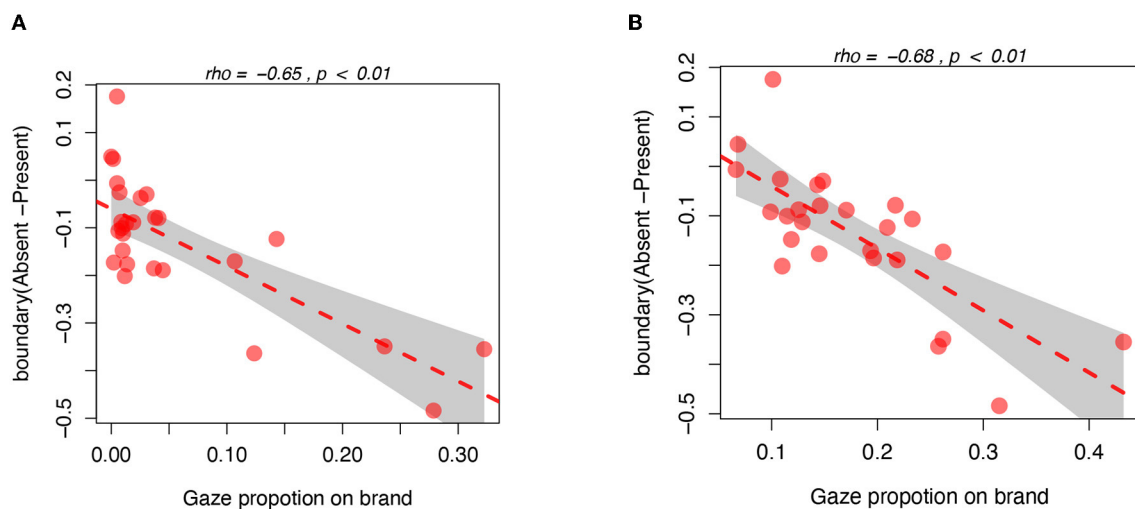 A
rho = −0.65 , p < 0.01
boundary(Absent −Present)
0.2
0.1
−0.1
−0.3
−0.5
0.00
0.10
0.20
0.30
Gaze propotion on brand
B
rho = −0.68 , p < 0.01
boundary(Absent −Present)
0.2
0.1
−0.1
−0.3
−0.5
0.1
0.2
0.3
0.4
Gaze propotion on brand